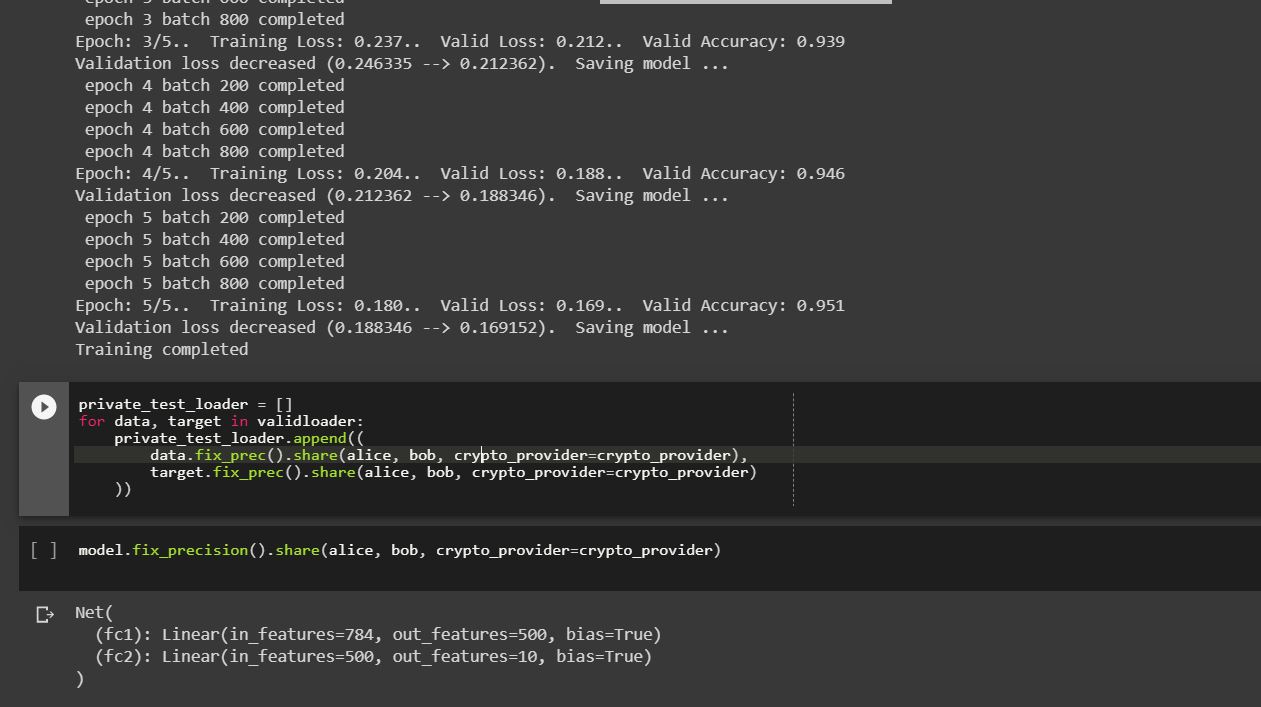 epoch 3 batch 600 completed
epoch 3 batch 800 completed
Epoch: 3/5..  Training Loss: 0.237..  Valid Loss: 0.212..  Valid Accuracy: 0.939
Validation loss decreased (0.246335 --> 0.212362).  Saving model ...
 epoch 4 batch 200 completed
 epoch 4 batch 400 completed
 epoch 4 batch 600 completed
 epoch 4 batch 800 completed
Epoch: 4/5..  Training Loss: 0.204..  Valid Loss: 0.188..  Valid Accuracy: 0.946
Validation loss decreased (0.212362 --> 0.188346).  Saving model ...
 epoch 5 batch 200 completed
 epoch 5 batch 400 completed
 epoch 5 batch 600 completed
 epoch 5 batch 800 completed
Epoch: 5/5..  Training Loss: 0.180..  Valid Loss: 0.169..  Valid Accuracy: 0.951
Validation loss decreased (0.188346 --> 0.169152).  Saving model ...
Training completed
private_test_loader = []
for data, target in validloader:
    private_test_loader.append((
        data.fix_prec().share(alice, bob, crypto_provider=crypto_provider),
        target.fix_prec().share(alice, bob, crypto_provider=crypto_provider)
    ))
[ ] model.fix_precision().share(alice, bob, crypto_provider=crypto_provider)
Net(
  (fc1): Linear(in_features=784, out_features=500, bias=True)
  (fc2): Linear(in_features=500, out_features=10, bias=True)
)